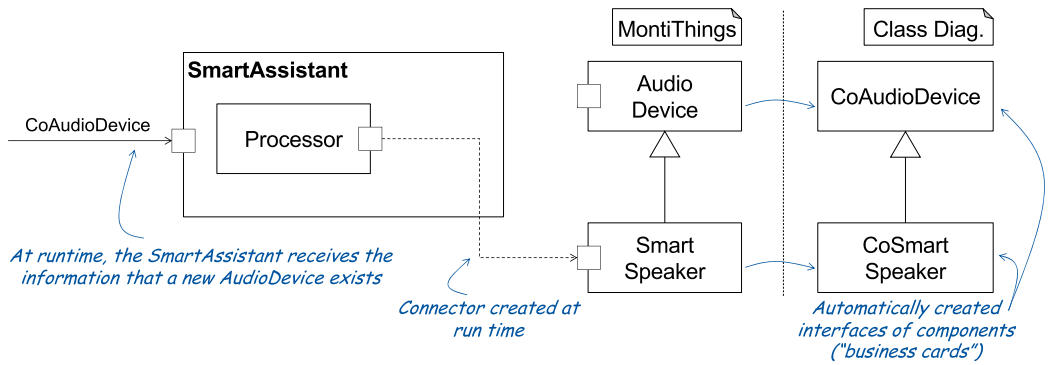 MontiThings
Class Diag.
SmartAssistant
CoAudioDevice
Processor
Audio
Device
CoAudioDevice
At runtime, the SmartAssistant receives the
information that a new AudioDevice exists
Smart
Speaker
CoSmart
Speaker
Connector created at
run time
Automatically created
interfaces of components
("business cards")